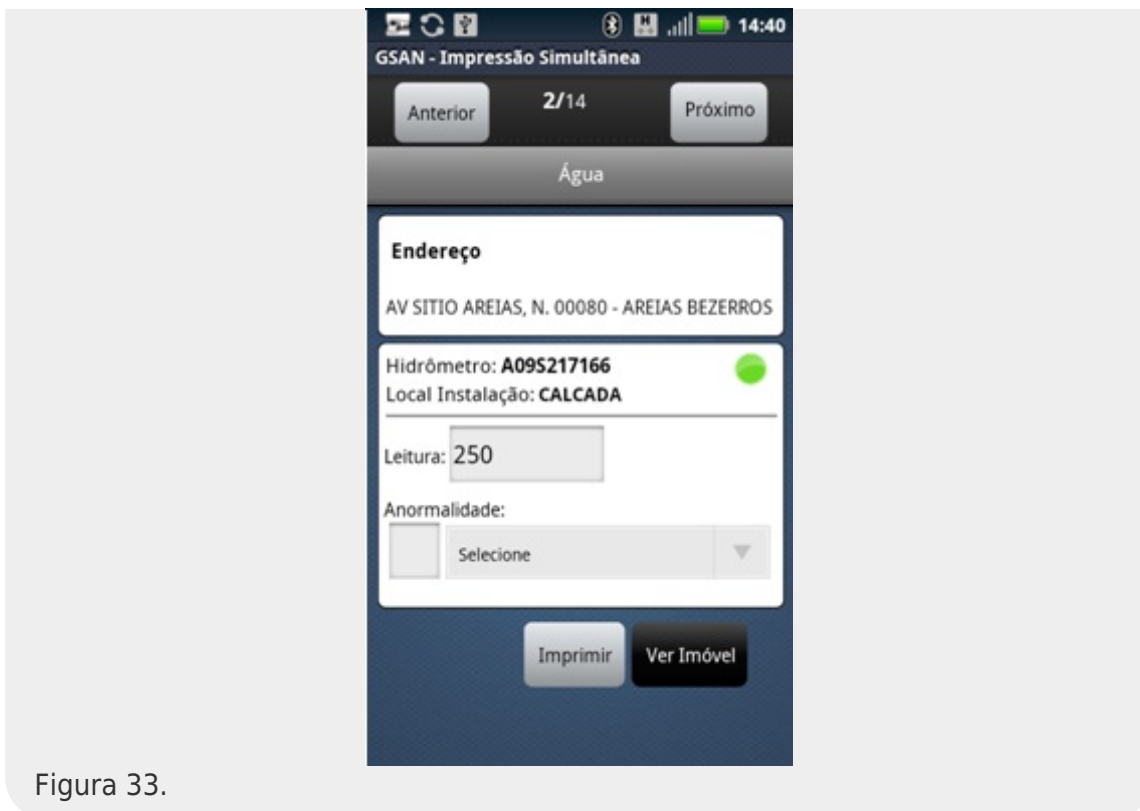 14:40
GSAN - Impressão Simultânea
Anterior 2/14 Próximo
Água
Endereço
AV SITIO AREIAS, N. 00080 - AREIAS BEZERROS
Hidrômetro: A09S217166
Local Instalação: CALCADA
Leitura: 250
Anormalidade:
Selecione
Imprimir Ver Imóvel
Figura 33.